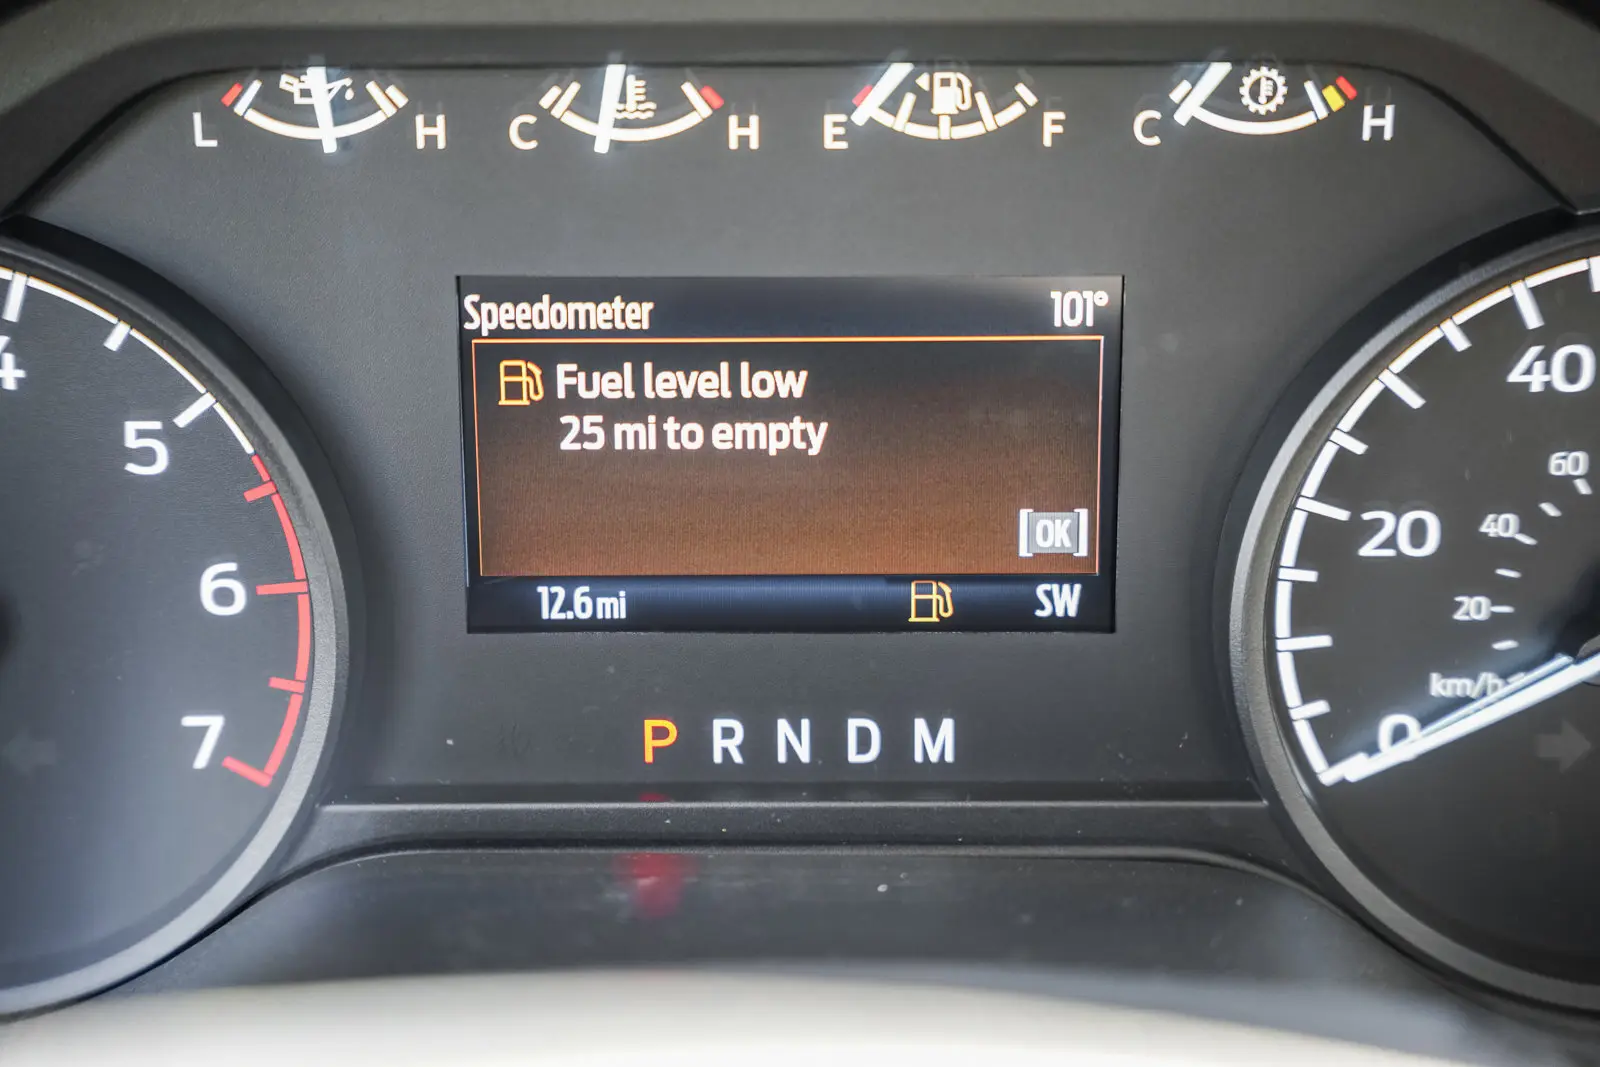 L H C H E F C H
Speedometer 101°
Fuel level low
25 mi to empty
[OK]
12.6 mi SW
P R N D M
4
5
6
7
40
20
0
60
40
20
km/h